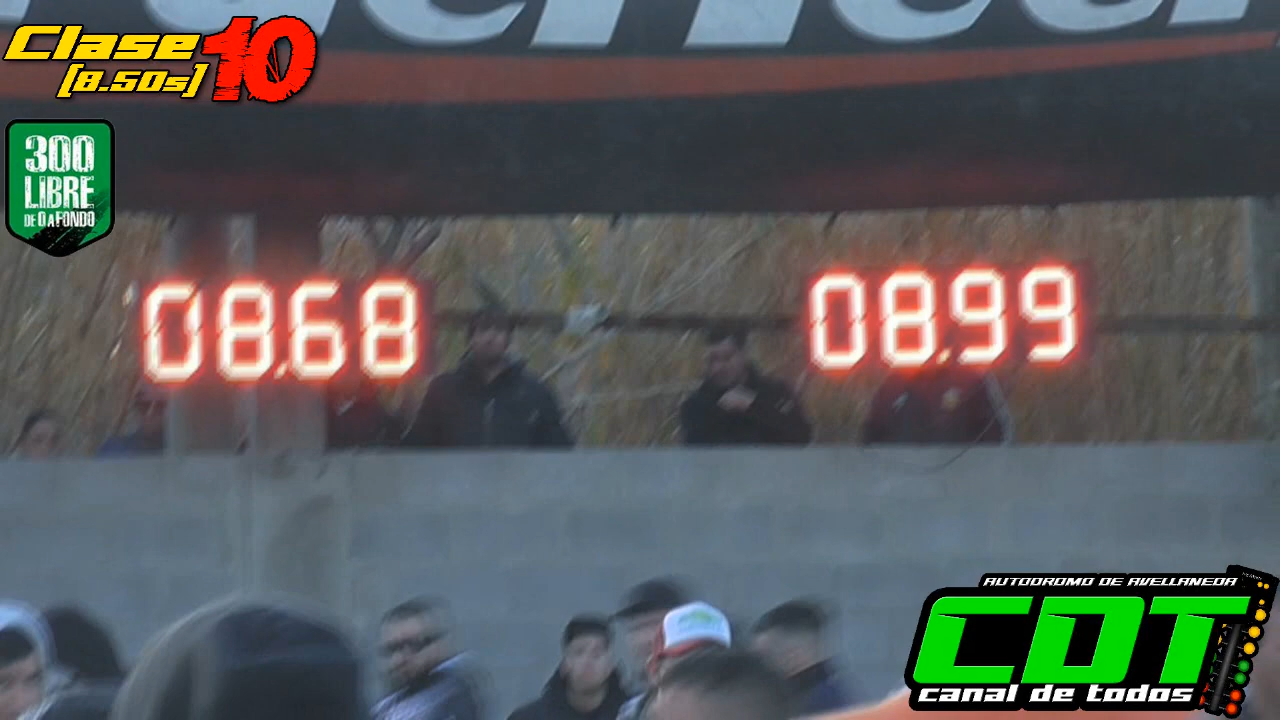 Clase 10
[8.50s]
300
LIBRE
DE 0 A FONDO
08.68
08.99
AUTODROMO DE AVELLANEDA
CDT
canal de todos